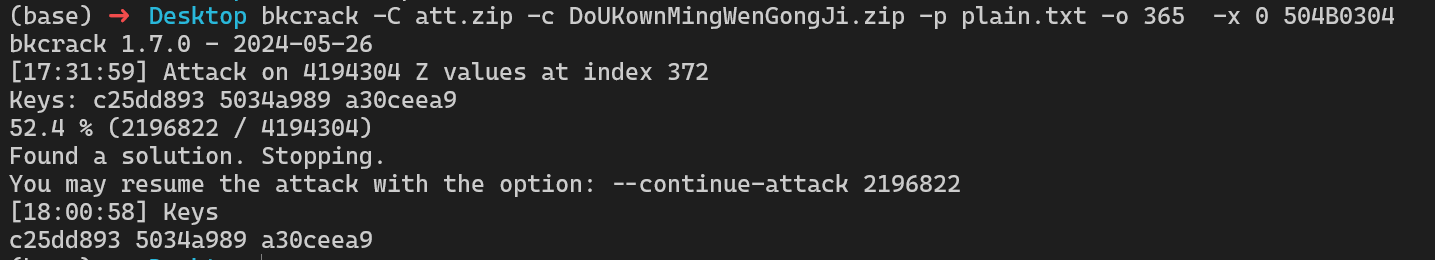 (base) → Desktop bkcrack -C att.zip -c DoUKownMingWenGongJi.zip -p plain.txt -o 365  -x 0 504B0304
bkcrack 1.7.0 - 2024-05-26
[17:31:59] Attack on 4194304 Z values at index 372
Keys: c25dd893 5034a989 a30ceea9
52.4 % (2196822 / 4194304)
Found a solution. Stopping.
You may resume the attack with the option: --continue-attack 2196822
[18:00:58] Keys
c25dd893 5034a989 a30ceea9